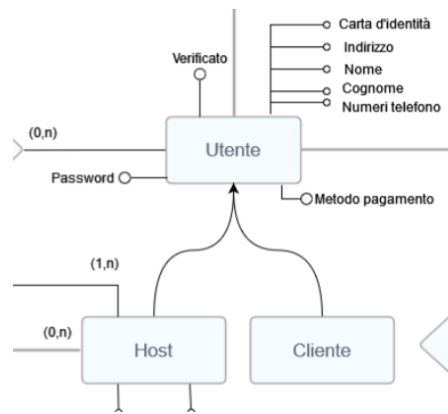 Carta d'identità
Indirizzo
Verificato
Nome
Cognome
Numeri telefono
(0,n)
Utente
Password
Metodo pagamento
(1,n)
(0,n)
Host
Cliente